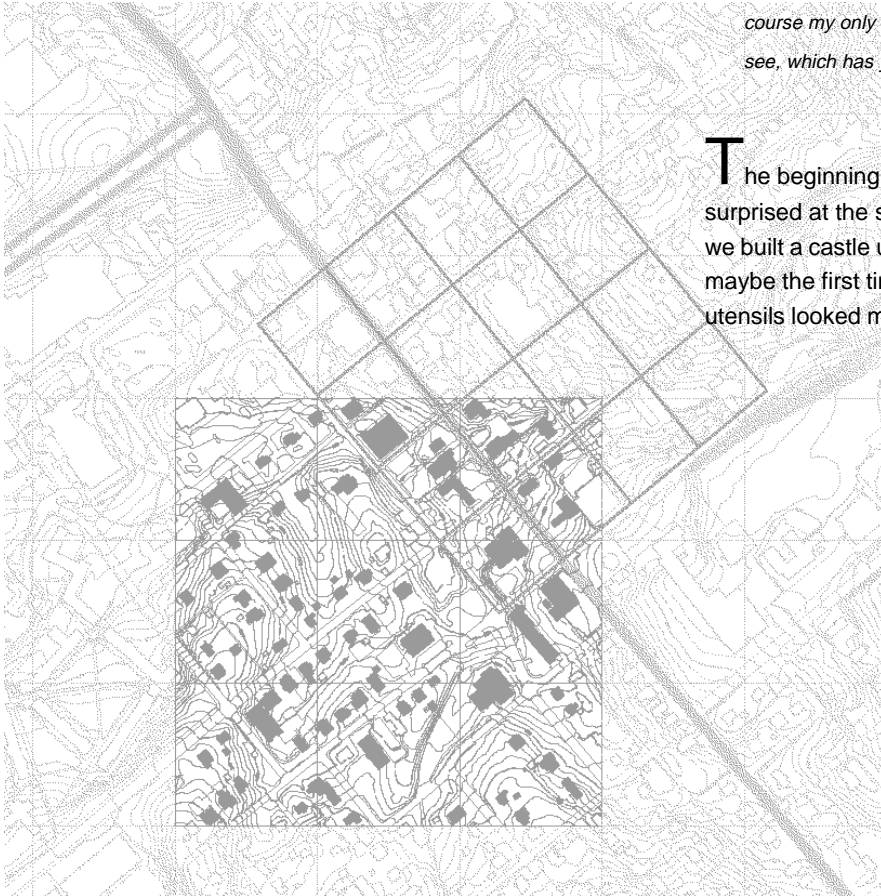 course my only
see, which has
The beginning
surprised at the s
we built a castle u
maybe the first tin
utensils looked m